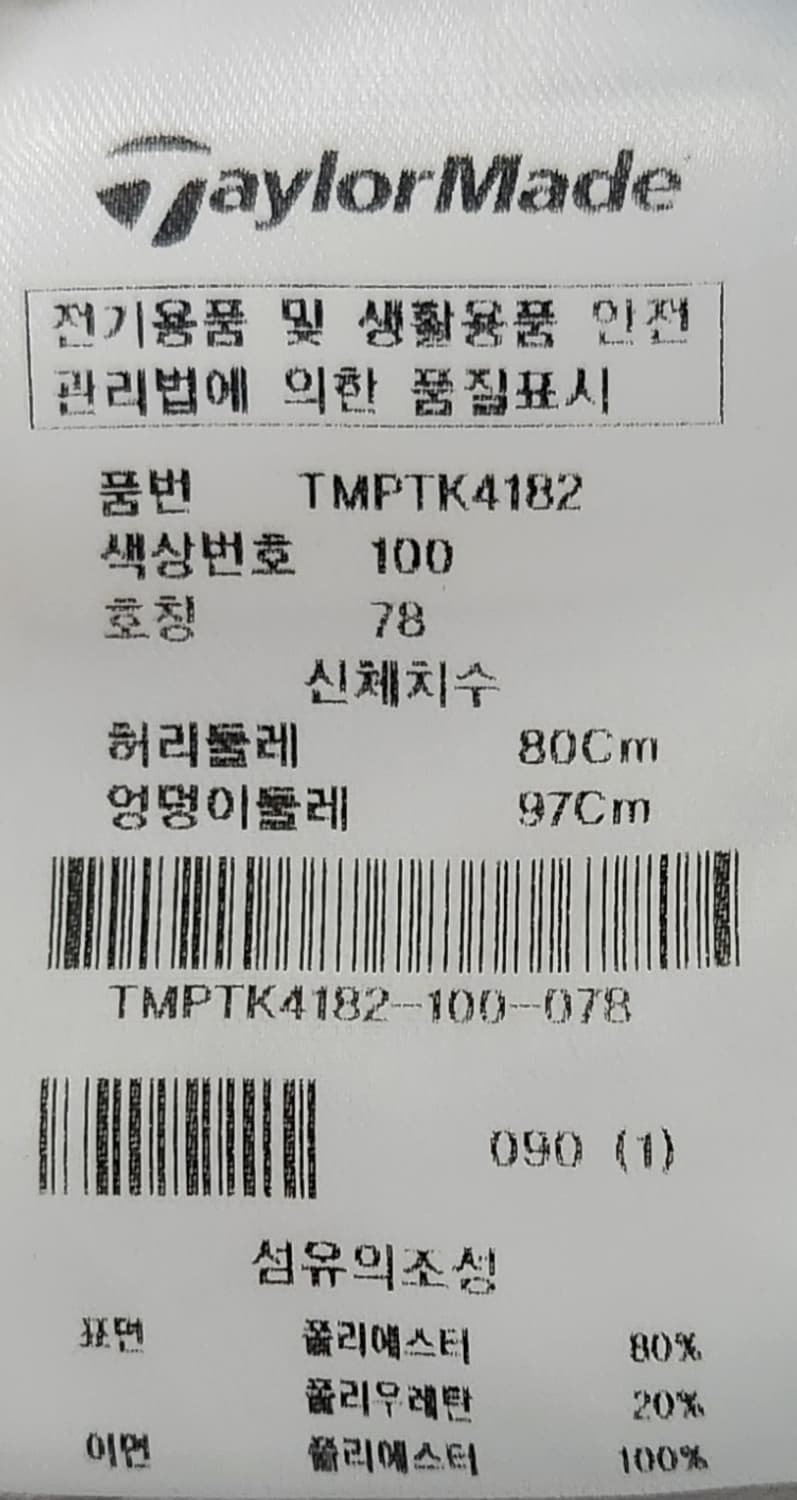 TaylorMade
전기용품 및 생활용품 안전
관리법에 의한 품질표시
품번 TMPTK4182
색상번호 100
호칭 78
신체치수
허리둘레 80Cm
엉덩이둘레 97Cm
TMPTK4182-100-078
090 (1)
섬유의조성
표면 폴리에스터 80%
폴리우레탄 20%
이면 폴리에스터 100%